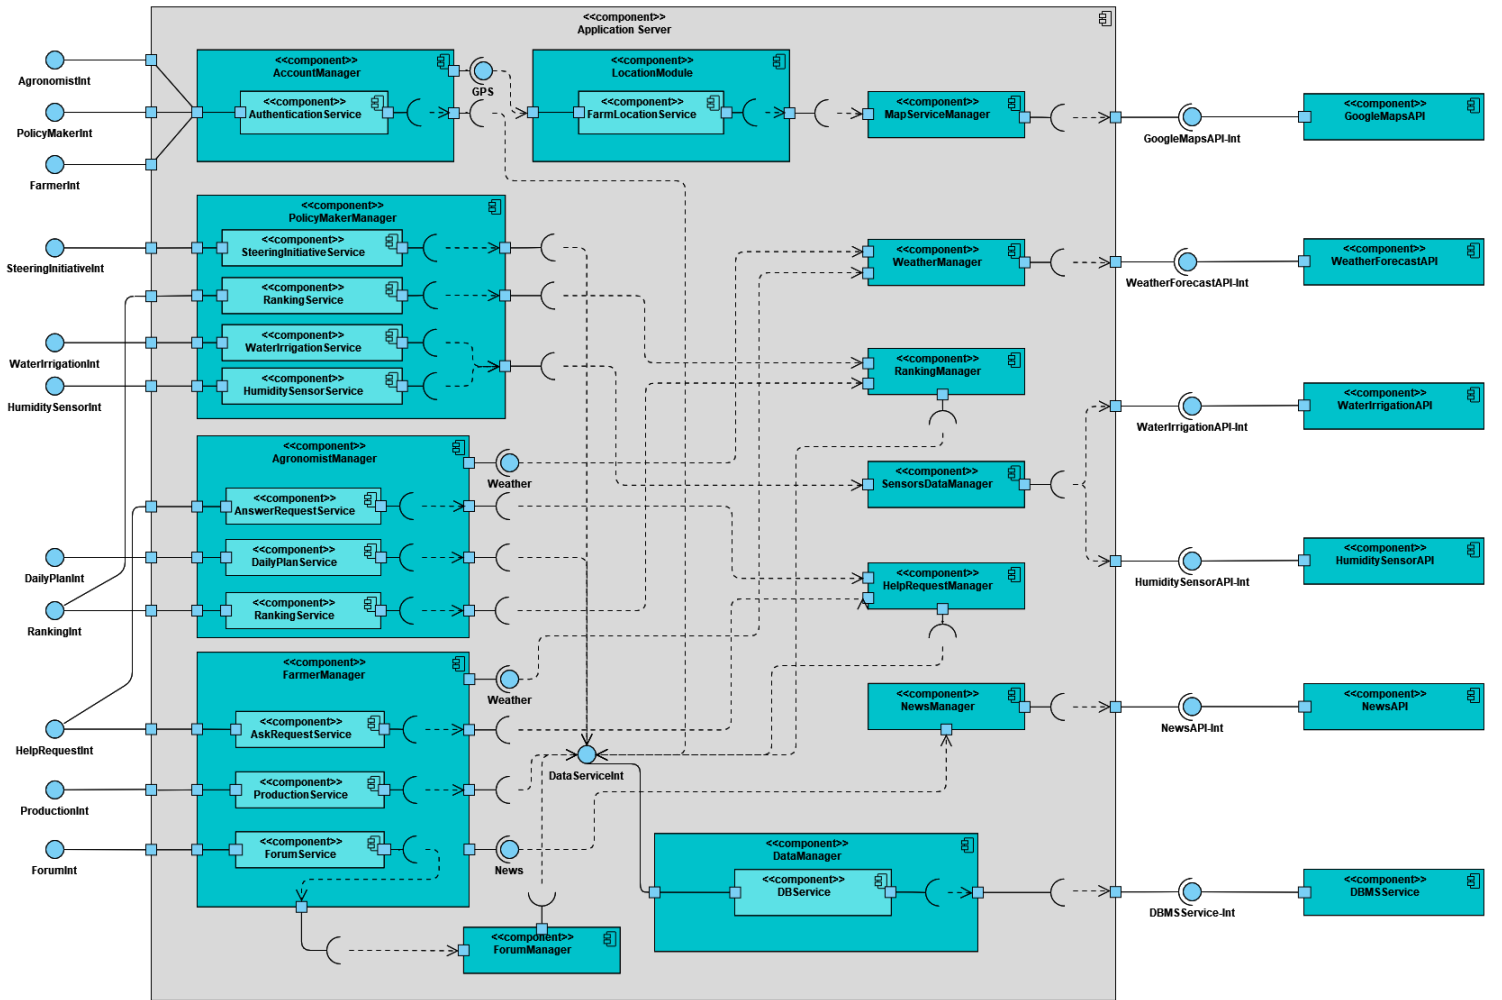 <<component>>
Application Server
AgronomistInt
PolicyMakerInt
FarmerInt
<<component>>
AccountManager
<<component>>
AuthenticationService
GPS
<<component>>
LocationModule
<<component>>
FarmLocationService
<<component>>
MapServiceManager
GoogleMapsAPI-Int
<<component>>
GoogleMapsAPI
<<component>>
PolicyMakerManager
SteeringInitiativeInt
<<component>>
SteeringInitiativeService
<<component>>
RankingService
WaterIrrigationInt
<<component>>
WaterIrrigationService
HumiditySensorInt
<<component>>
HumiditySensorService
<<component>>
WeatherManager
WeatherForecastAPI-Int
<<component>>
WeatherForecastAPI
<<component>>
RankingManager
WaterIrrigationAPI-Int
<<component>>
WaterIrrigationAPI
<<component>>
AgronomistManager
Weather
<<component>>
AnswerRequestService
DailyPlanInt
<<component>>
DailyPlanService
RankingInt
<<component>>
RankingService
<<component>>
SensorsDataManager
HumiditySensorAPI-Int
<<component>>
HumiditySensorAPI
<<component>>
HelpRequestManager
<<component>>
FarmerManager
Weather
HelpRequestInt
<<component>>
AskRequestService
ProductionInt
<<component>>
ProductionService
ForumInt
<<component>>
ForumService
News
DataServiceInt
<<component>>
NewsManager
NewsAPI-Int
<<component>>
NewsAPI
<<component>>
DataManager
<<component>>
DBService
DBMSService-Int
<<component>>
DBMSService
<<component>>
ForumManager